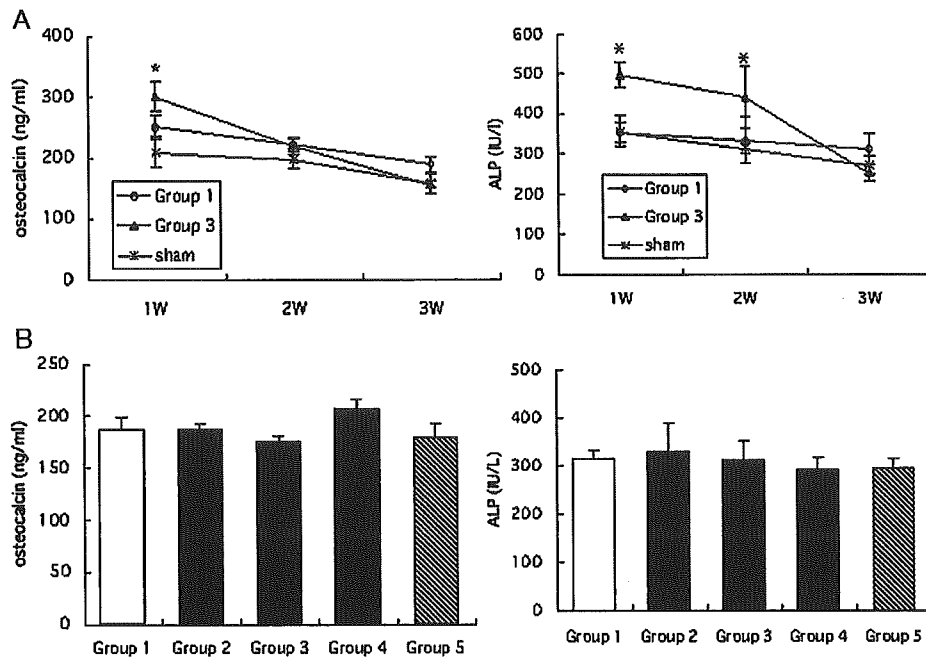 A
osteocalcin (ng/ml)
400
300
200
100
0
*
Group 1
Group 3
sham
1W
2W
3W
ALP (IU/l)
600
500
400
300
200
100
0
*
*
Group 1
Group 3
sham
1W
2W
3W
B
osteocalcin (ng/ml)
250
200
150
100
50
0
Group 1 Group 2 Group 3 Group 4 Group 5
ALP (IU/L)
500
400
300
300
100
0
Group 1 Group 2 Group 3 Group 4 Group 5